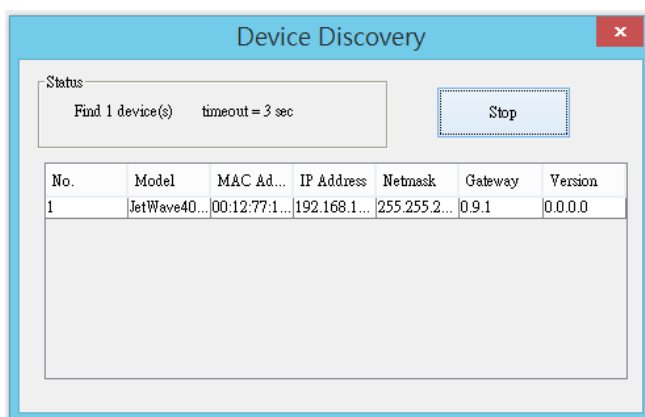 Device Discovery
x
Status
Find 1 device(s) timeout = 3 sec
Stop
No. Model MAC Ad... IP Address Netmask Gateway Version
1 JetWave40... 00:12:77:1... 192.168.1... 255.255.2... 0.9.1 0.0.0.0